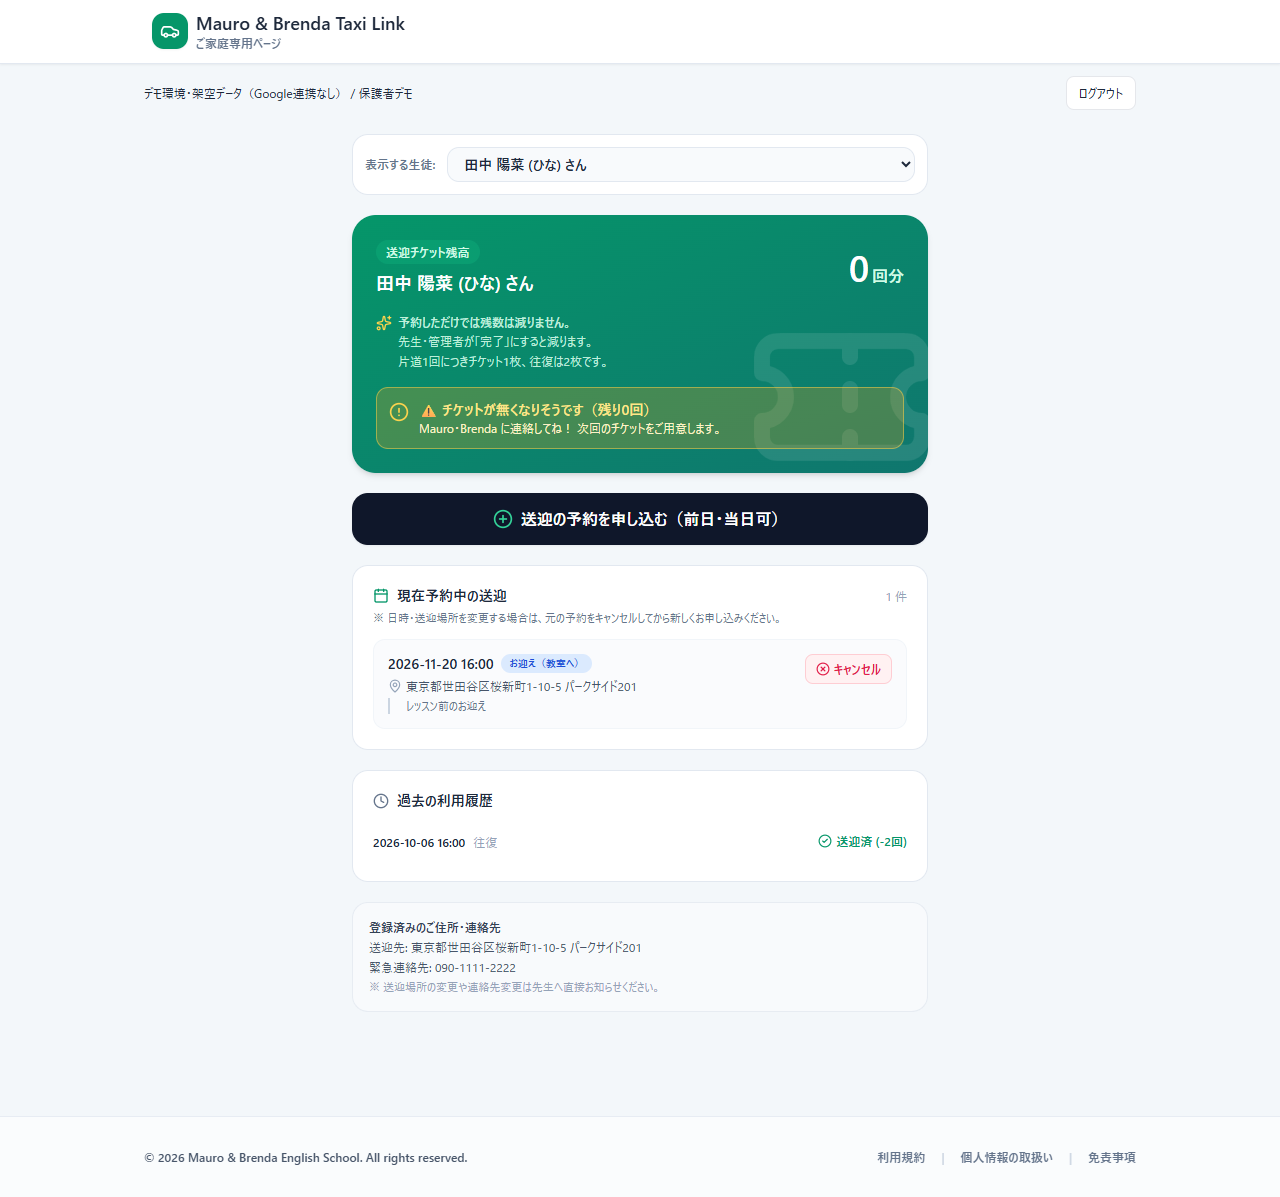 Mauro & Brenda Taxi Link
ご家庭専用ページ
デモ環境・架空データ（Google連携なし） / 保護者デモ
ログアウト
表示する生徒:
田中 陽菜 (ひな) さん
送迎チケット残高
田中 陽菜 (ひな) さん
0回分
予約しただけでは残数は減りません。
先生・管理者が「完了」にすると減ります。
片道1回につきチケット1枚、往復は2枚です。
⚠️ チケットが無くなりそうです（残り0回）
Mauro・Brenda に連絡してね！ 次回のチケットをご用意します。
送迎の予約を申し込む（前日・当日可）
現在予約中の送迎
1 件
※ 日時・送迎場所を変更する場合は、元の予約をキャンセルしてから新しくお申し込みください。
2026-11-20 16:00 お迎え（教室へ）
キャンセル
東京都世田谷区桜新町1-10-5 パークサイド201
レッスン前のお迎え
過去の利用履歴
2026-10-06 16:00 往復
送迎済 (-2回)
登録済みのご住所・連絡先
送迎先: 東京都世田谷区桜新町1-10-5 パークサイド201
緊急連絡先: 090-1111-2222
※ 送迎場所の変更や連絡先変更は先生へ直接お知らせください。
© 2026 Mauro & Brenda English School. All rights reserved.
利用規約 | 個人情報の取扱い | 免責事項